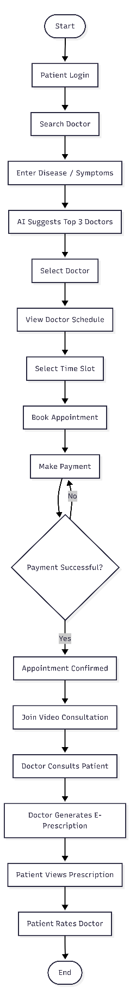 Start
Patient Login
Search Doctor
Enter Disease / Symptoms
AI Suggests Top 3 Doctors
Select Doctor
View Doctor Schedule
Select Time Slot
Book Appointment
Make Payment
No
Payment Successful?
Yes
Appointment Confirmed
Join Video Consultation
Doctor Consults Patient
Doctor Generates E-
Prescription
Patient Views Prescription
Patient Rates Doctor
End